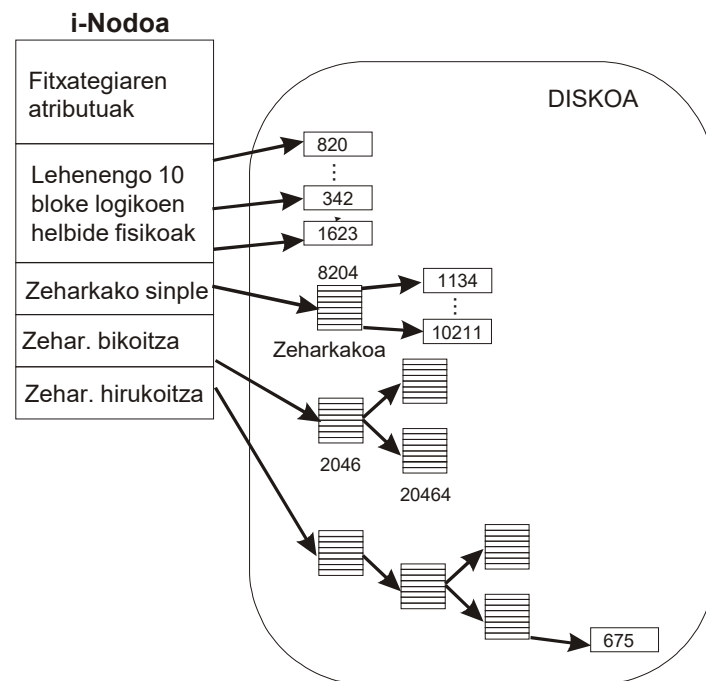 i-Nodoa
Fitxategiaren
atributuak
Lehenengo 10
bloke logikoen
helbide fisikoak
Zeharkako sinple
Zehar. bikoitza
Zehar. hirukoitza
DISKOA
820
342
1623
8204
1134
10211
Zeharkakoa
2046
20464
675